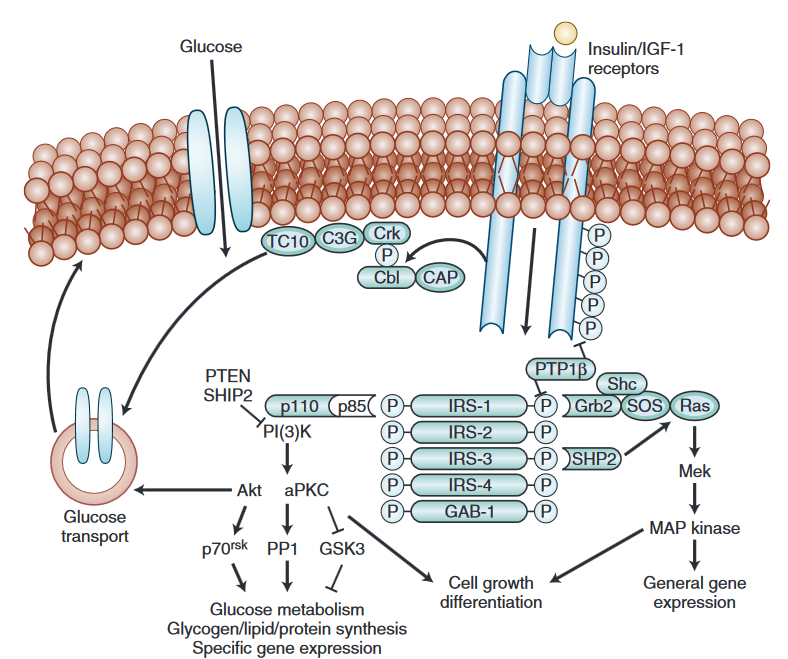 Glucose
Insulin/IGF-1
receptors
TC10
C3G
Crk
P
Cbl
CAP
P
P
P
P
P
PTP1β
PTEN
SHIP2
p110
p85
P
IRS-1
P
Grb2
Shc
SOS
Ras
PI(3)K
P
IRS-2
P
P
IRS-3
P
SHP2
P
IRS-4
P
P
GAB-1
P
Mek
MAP kinase
Akt
aPKC
Glucose
transport
p70rsk
PP1
GSK3
Cell growth
differentiation
General gene
expression
Glucose metabolism
Glycogen/lipid/protein synthesis
Specific gene expression